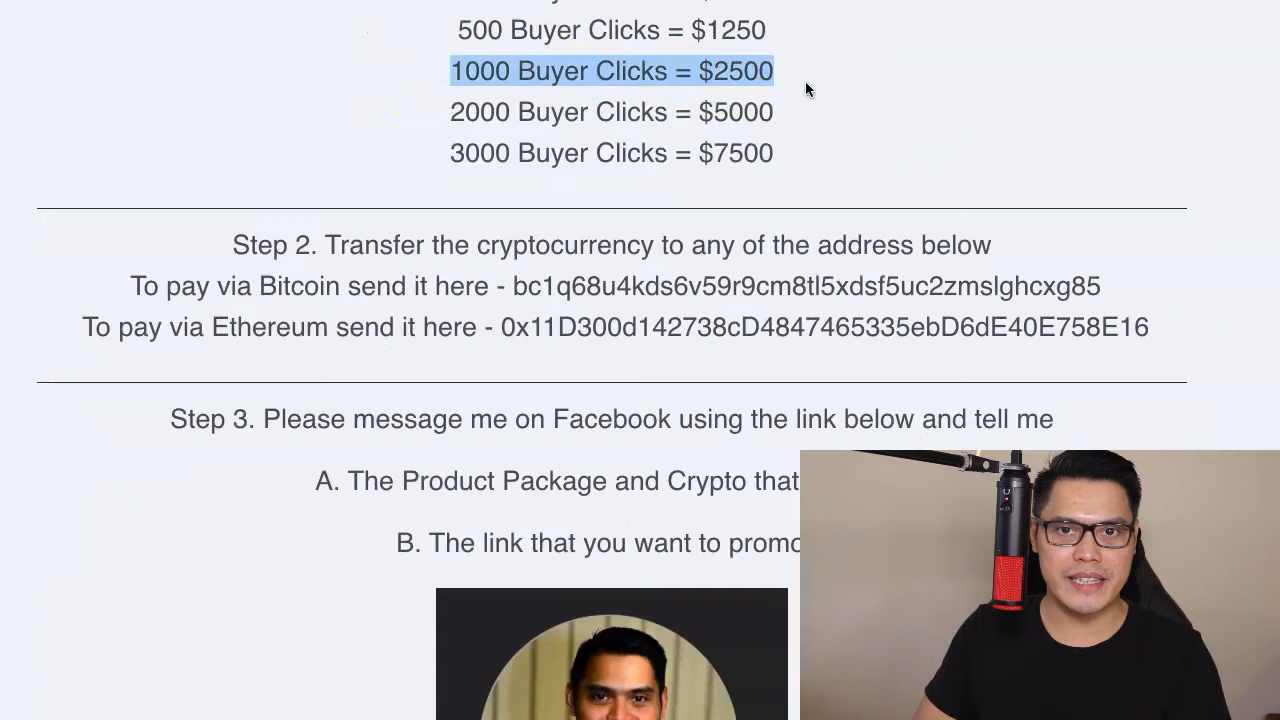 500 Buyer Clicks = $1250
1000 Buyer Clicks = $2500
2000 Buyer Clicks = $5000
3000 Buyer Clicks = $7500
Step 2. Transfer the cryptocurrency to any of the address below
To pay via Bitcoin send it here - bc1q68u4kds6v59r9cm8tl5xdsf5uc2zmslghcxg85
To pay via Ethereum send it here - 0x11D300d142738cD4847465335ebD6dE40E758E16
Step 3. Please message me on Facebook using the link below and tell me
A. The Product Package and Crypto that
B. The link that you want to promo